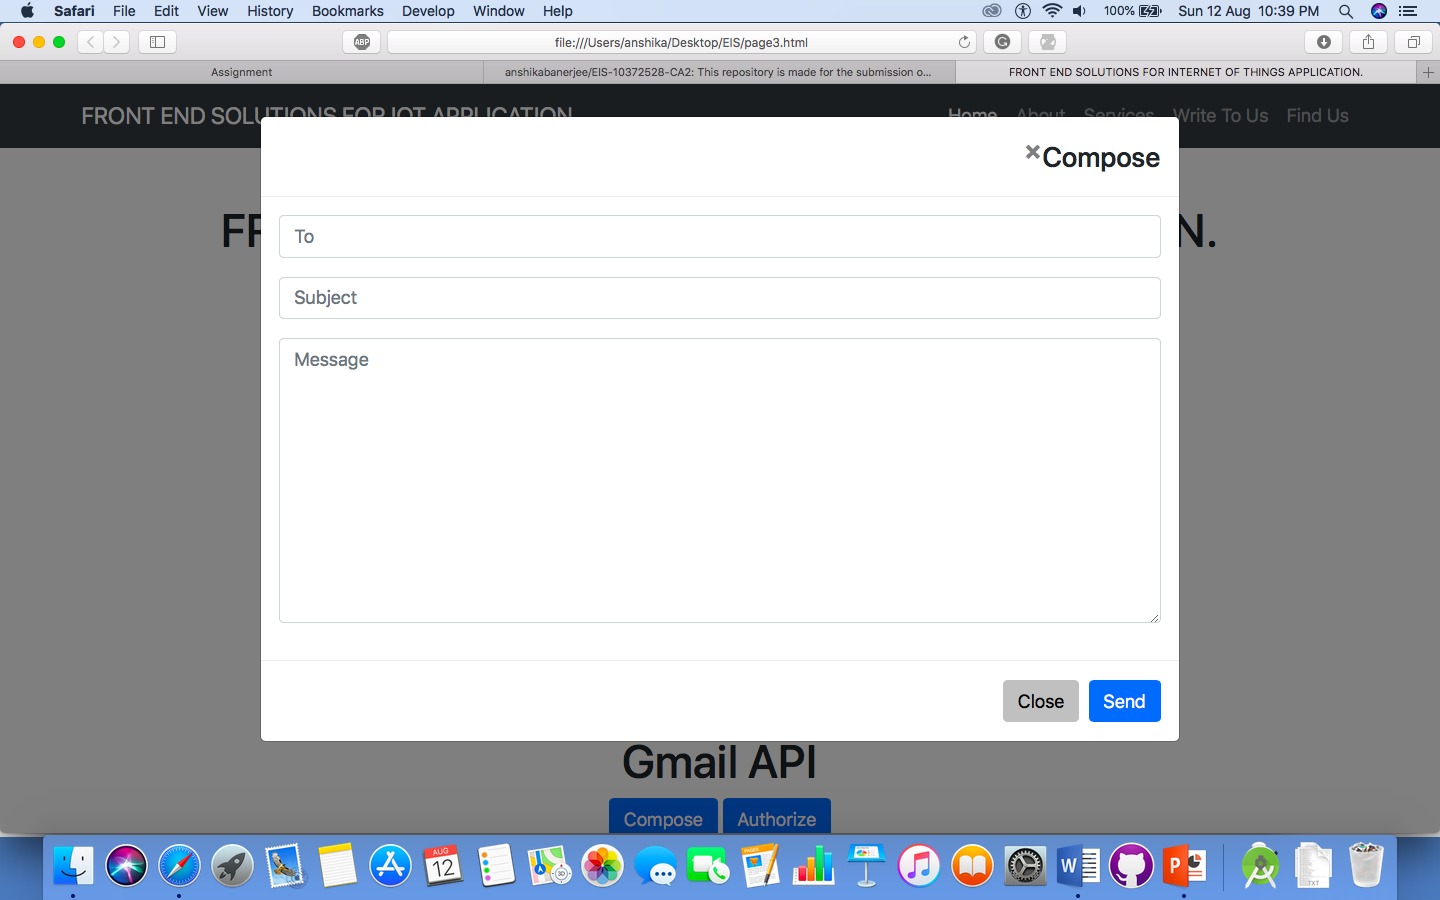 Safari File Edit View History Bookmarks Develop Window Help 100% Sun 12 Aug 10:39 PM
ABP file:///Users/anshika/Desktop/EIS/page3.html
Assignment anshikabanerjee/EIS-10372528-CA2: This repository is made for the submission o... FRONT END SOLUTIONS FOR INTERNET OF THINGS APPLICATION.
FRONT END SOLUTIONS FOR IOT APPLICATION Home About Services Write To Us Find Us
×Compose
N.
To
Subject
Message
Close Send
Gmail API
Compose Authorize
AUG
12
3D
W
P
TXT